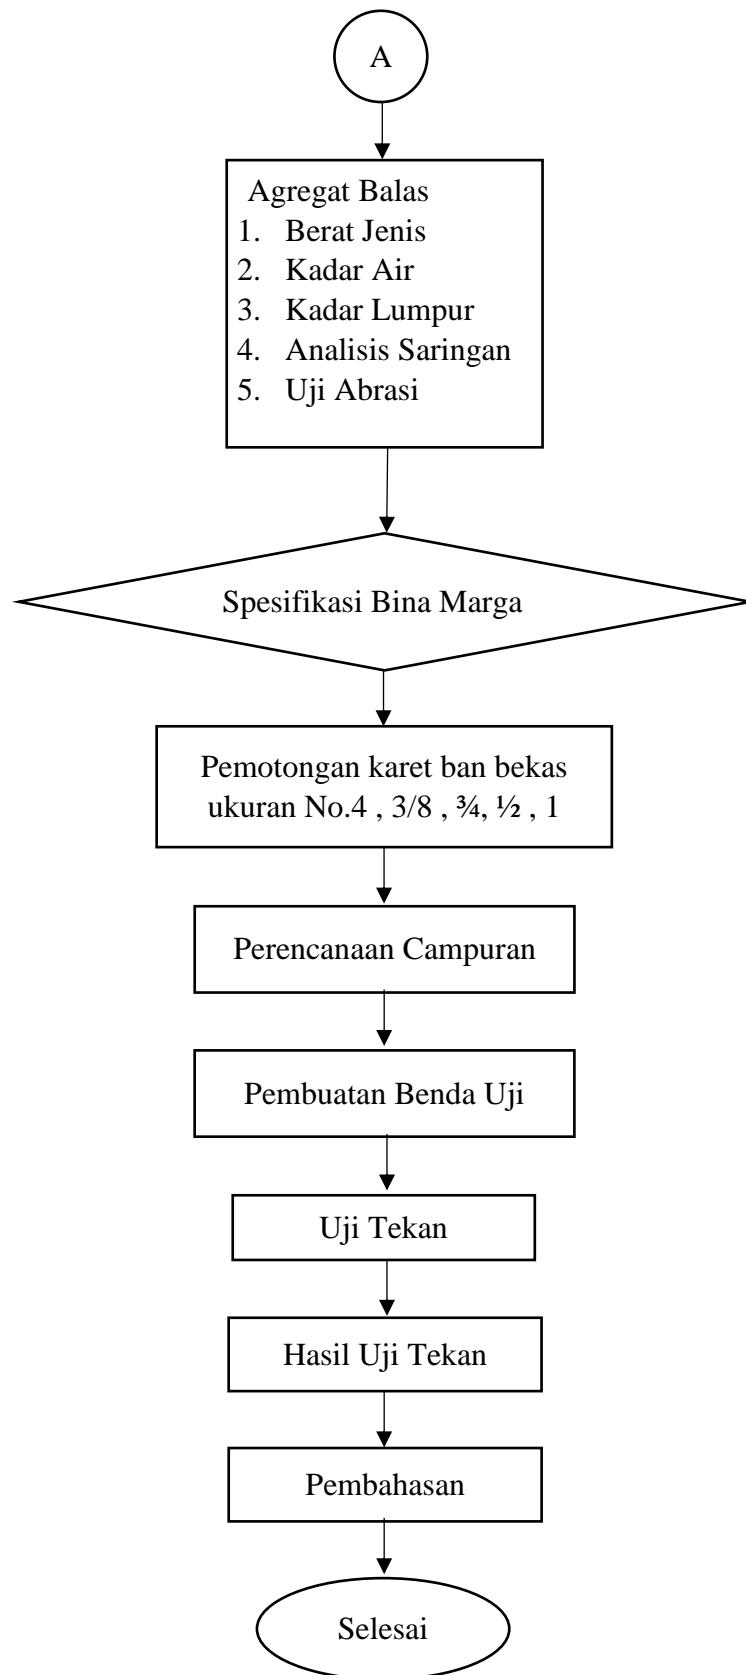 A
Agregat Balas
1. Berat Jenis
2. Kadar Air
3. Kadar Lumpur
4. Analisis Saringan
5. Uji Abrasi
Spesifikasi Bina Marga
Pemotongan karet ban bekas
ukuran No.4 , 3/8 , ¾, ½ , 1
Perencanaan Campuran
Pembuatan Benda Uji
Uji Tekan
Hasil Uji Tekan
Pembahasan
Selesai